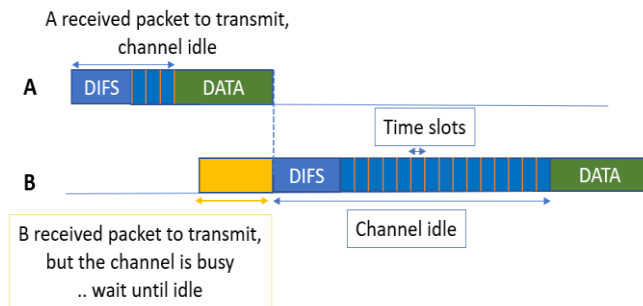 A received packet to transmit,
channel idle
A
DIFS
DATA
Time slots
B
DIFS
DATA
Channel idle
B received packet to transmit,
but the channel is busy
.. wait until idle